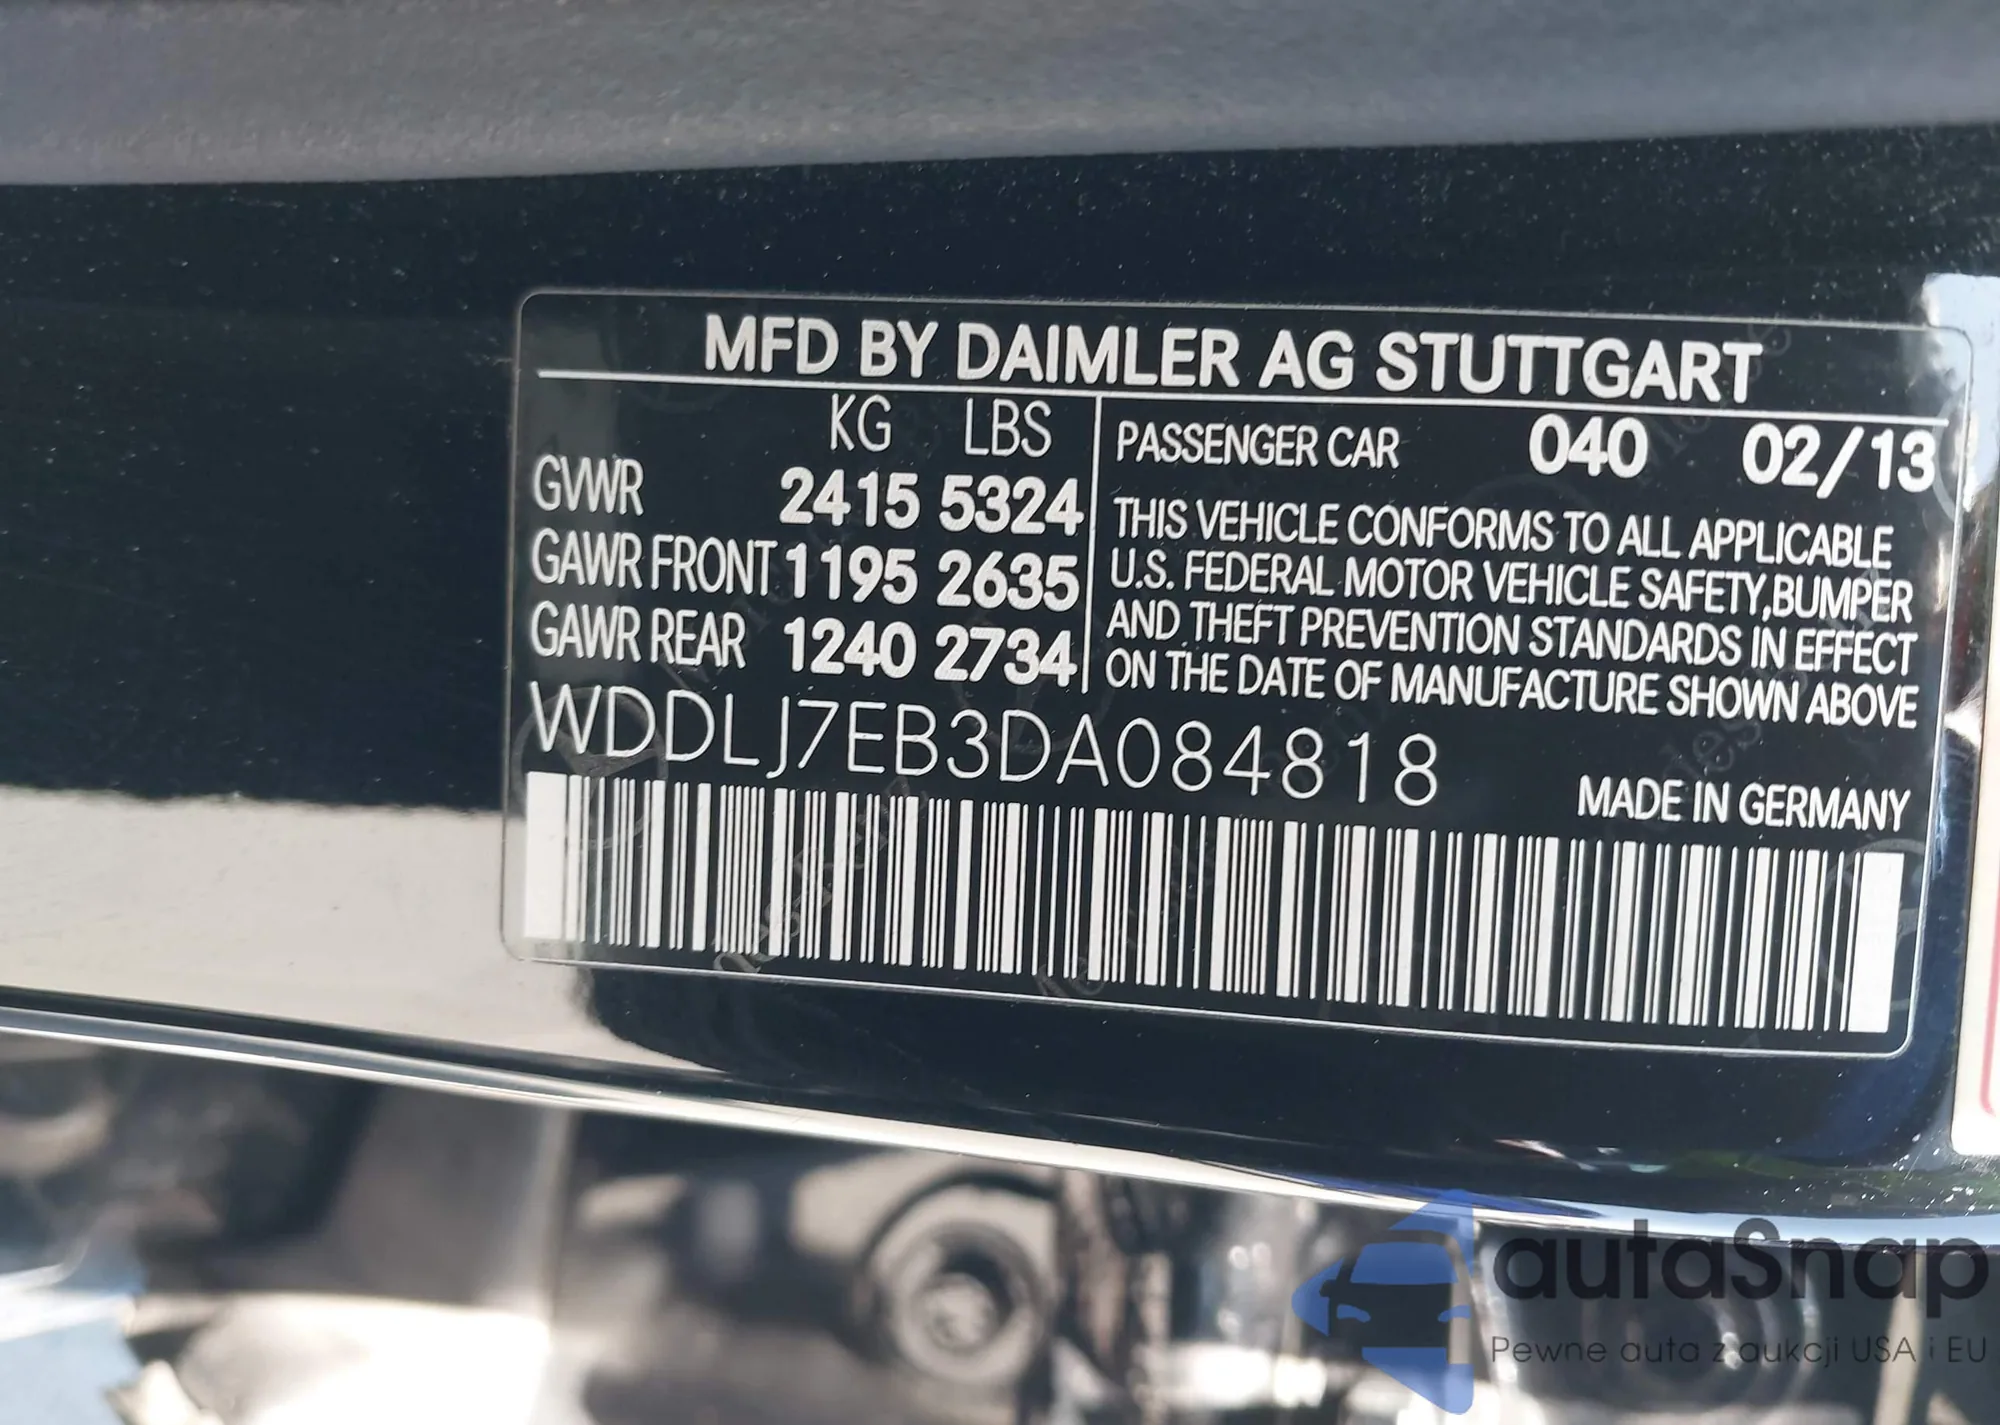 MFD BY DAIMLER AG STUTTGART
KG LBS
GVWR 2415 5324
GAWR FRONT 1195 2635
GAWR REAR 1240 2734
PASSENGER CAR 040 02/13
THIS VEHICLE CONFORMS TO ALL APPLICABLE
U.S. FEDERAL MOTOR VEHICLE SAFETY,BUMPER
AND THEFT PREVENTION STANDARDS IN EFFECT
ON THE DATE OF MANUFACTURE SHOWN ABOVE
WDDLJ7EB3DA084818
MADE IN GERMANY
autaSnap
Pewne auta z aukcji USA i EU